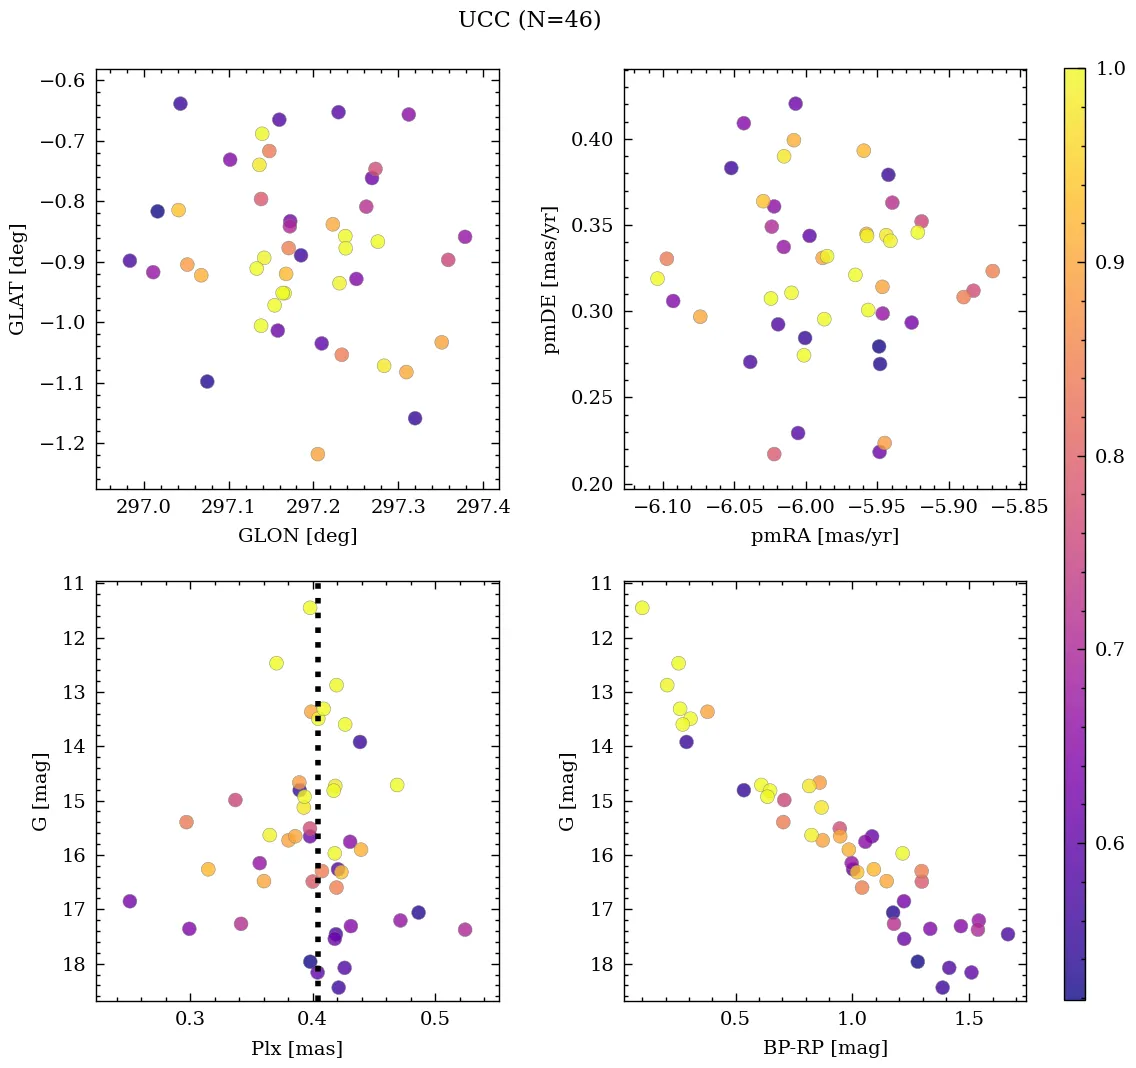 UCC (N=46)
−0.6
−0.7
−0.8
−0.9
−1.0
−1.1
−1.2
GLAT [deg]
297.0 297.1 297.2 297.3 297.4
GLON [deg]
0.40
0.35
0.30
0.25
0.20
pmDE [mas/yr]
−6.10 −6.05 −6.00 −5.95 −5.90 −5.85
pmRA [mas/yr]
11
12
13
14
15
16
17
18
G [mag]
0.3 0.4 0.5
Plx [mas]
11
12
13
14
15
16
17
18
G [mag]
0.5 1.0 1.5
BP-RP [mag]
1.0
0.9
0.8
0.7
0.6